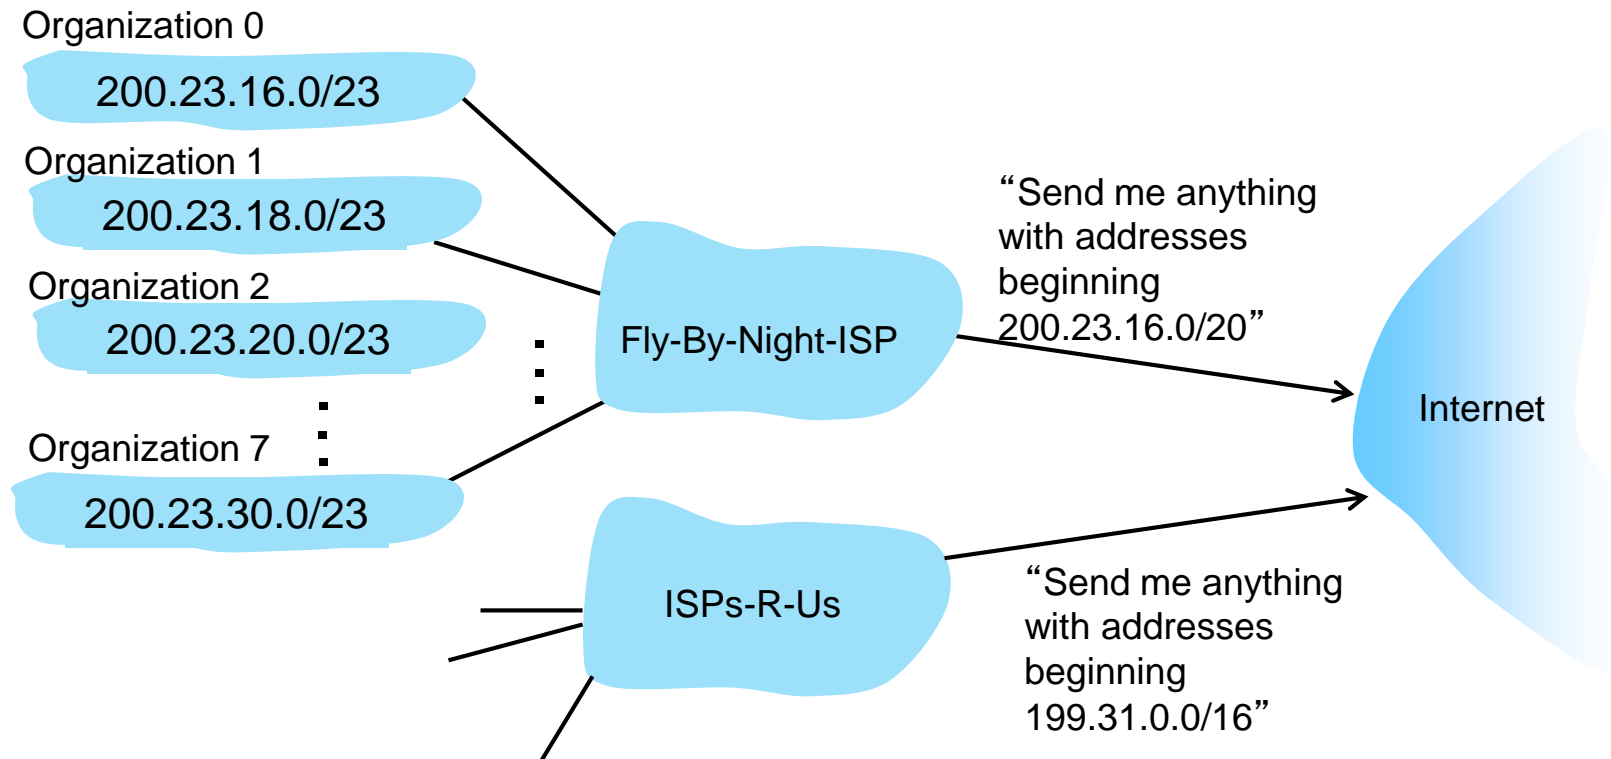 Organization 0
200.23.16.0/23
Organization 1
200.23.18.0/23
Organization 2
200.23.20.0/23
Organization 7
200.23.30.0/23
Fly-By-Night-ISP
“Send me anything
with addresses
beginning
200.23.16.0/20”
Internet
ISPs-R-Us
“Send me anything
with addresses
beginning
199.31.0.0/16”